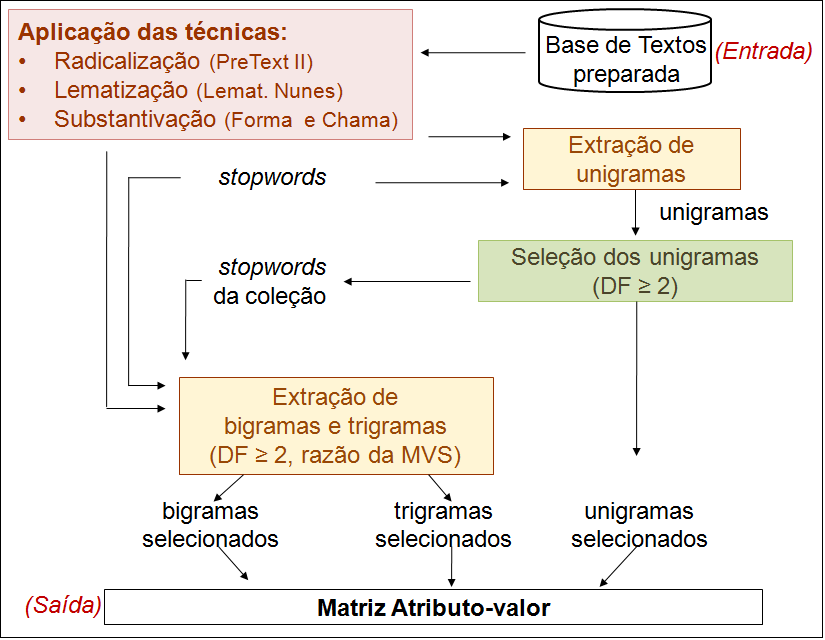 Aplicação das técnicas:
• Radicalização (PreText II)
• Lematização (Lemat. Nunes)
• Substantivação (Forma e Chama)
Base de Textos
preparada
(Entrada)
Extração de
unigramas
stopwords
unigramas
Seleção dos unigramas
(DF ≥ 2)
stopwords
da coleção
Extração de
bigramas e trigramas
(DF ≥ 2, razão da MVS)
bigramas
selecionados
trigramas
selecionados
unigramas
selecionados
(Saída)
Matriz Atributo-valor